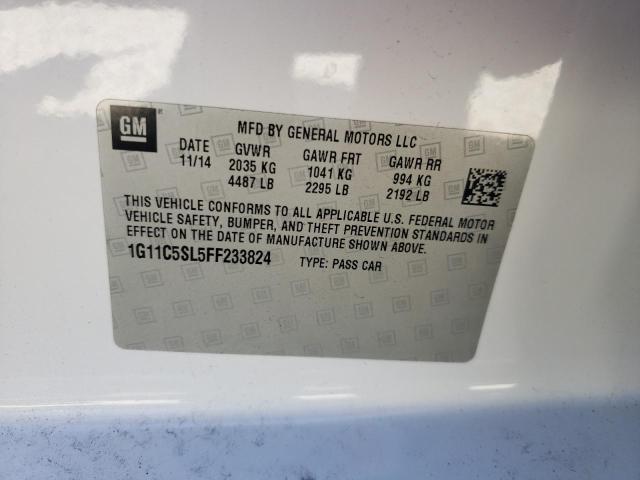 GM
MFD BY GENERAL MOTORS LLC
DATE GVWR GAWR FRT GAWR RR
11/14 2035 KG 1041 KG 994 KG
4487 LB 2295 LB 2192 LB
THIS VEHICLE CONFORMS TO ALL APPLICABLE U.S. FEDERAL MOTOR
VEHICLE SAFETY, BUMPER, AND THEFT PREVENTION STANDARDS IN
EFFECT ON THE DATE OF MANUFACTURE SHOWN ABOVE.
1G11C5SL5FF233824 TYPE: PASS CAR